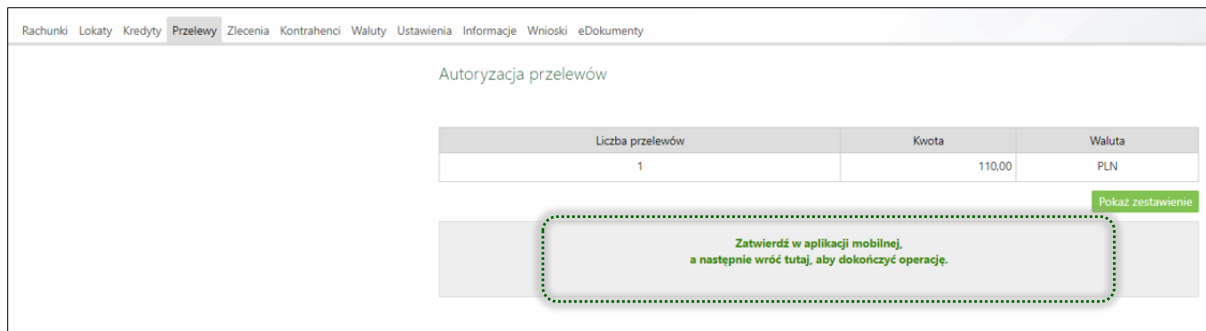 Rachunki Lokaty Kredyty Przelewy Zlecenia Kontrahenci Waluty Ustawienia Informacje Wnioski eDokumenty
Autoryzacja przelewów
Liczba przelewów Kwota Waluta
1 110,00 PLN
Pokaż zestawienie
Zatwierdź w aplikacji mobilnej,
a następnie wróć tutaj, aby dokończyć operację.